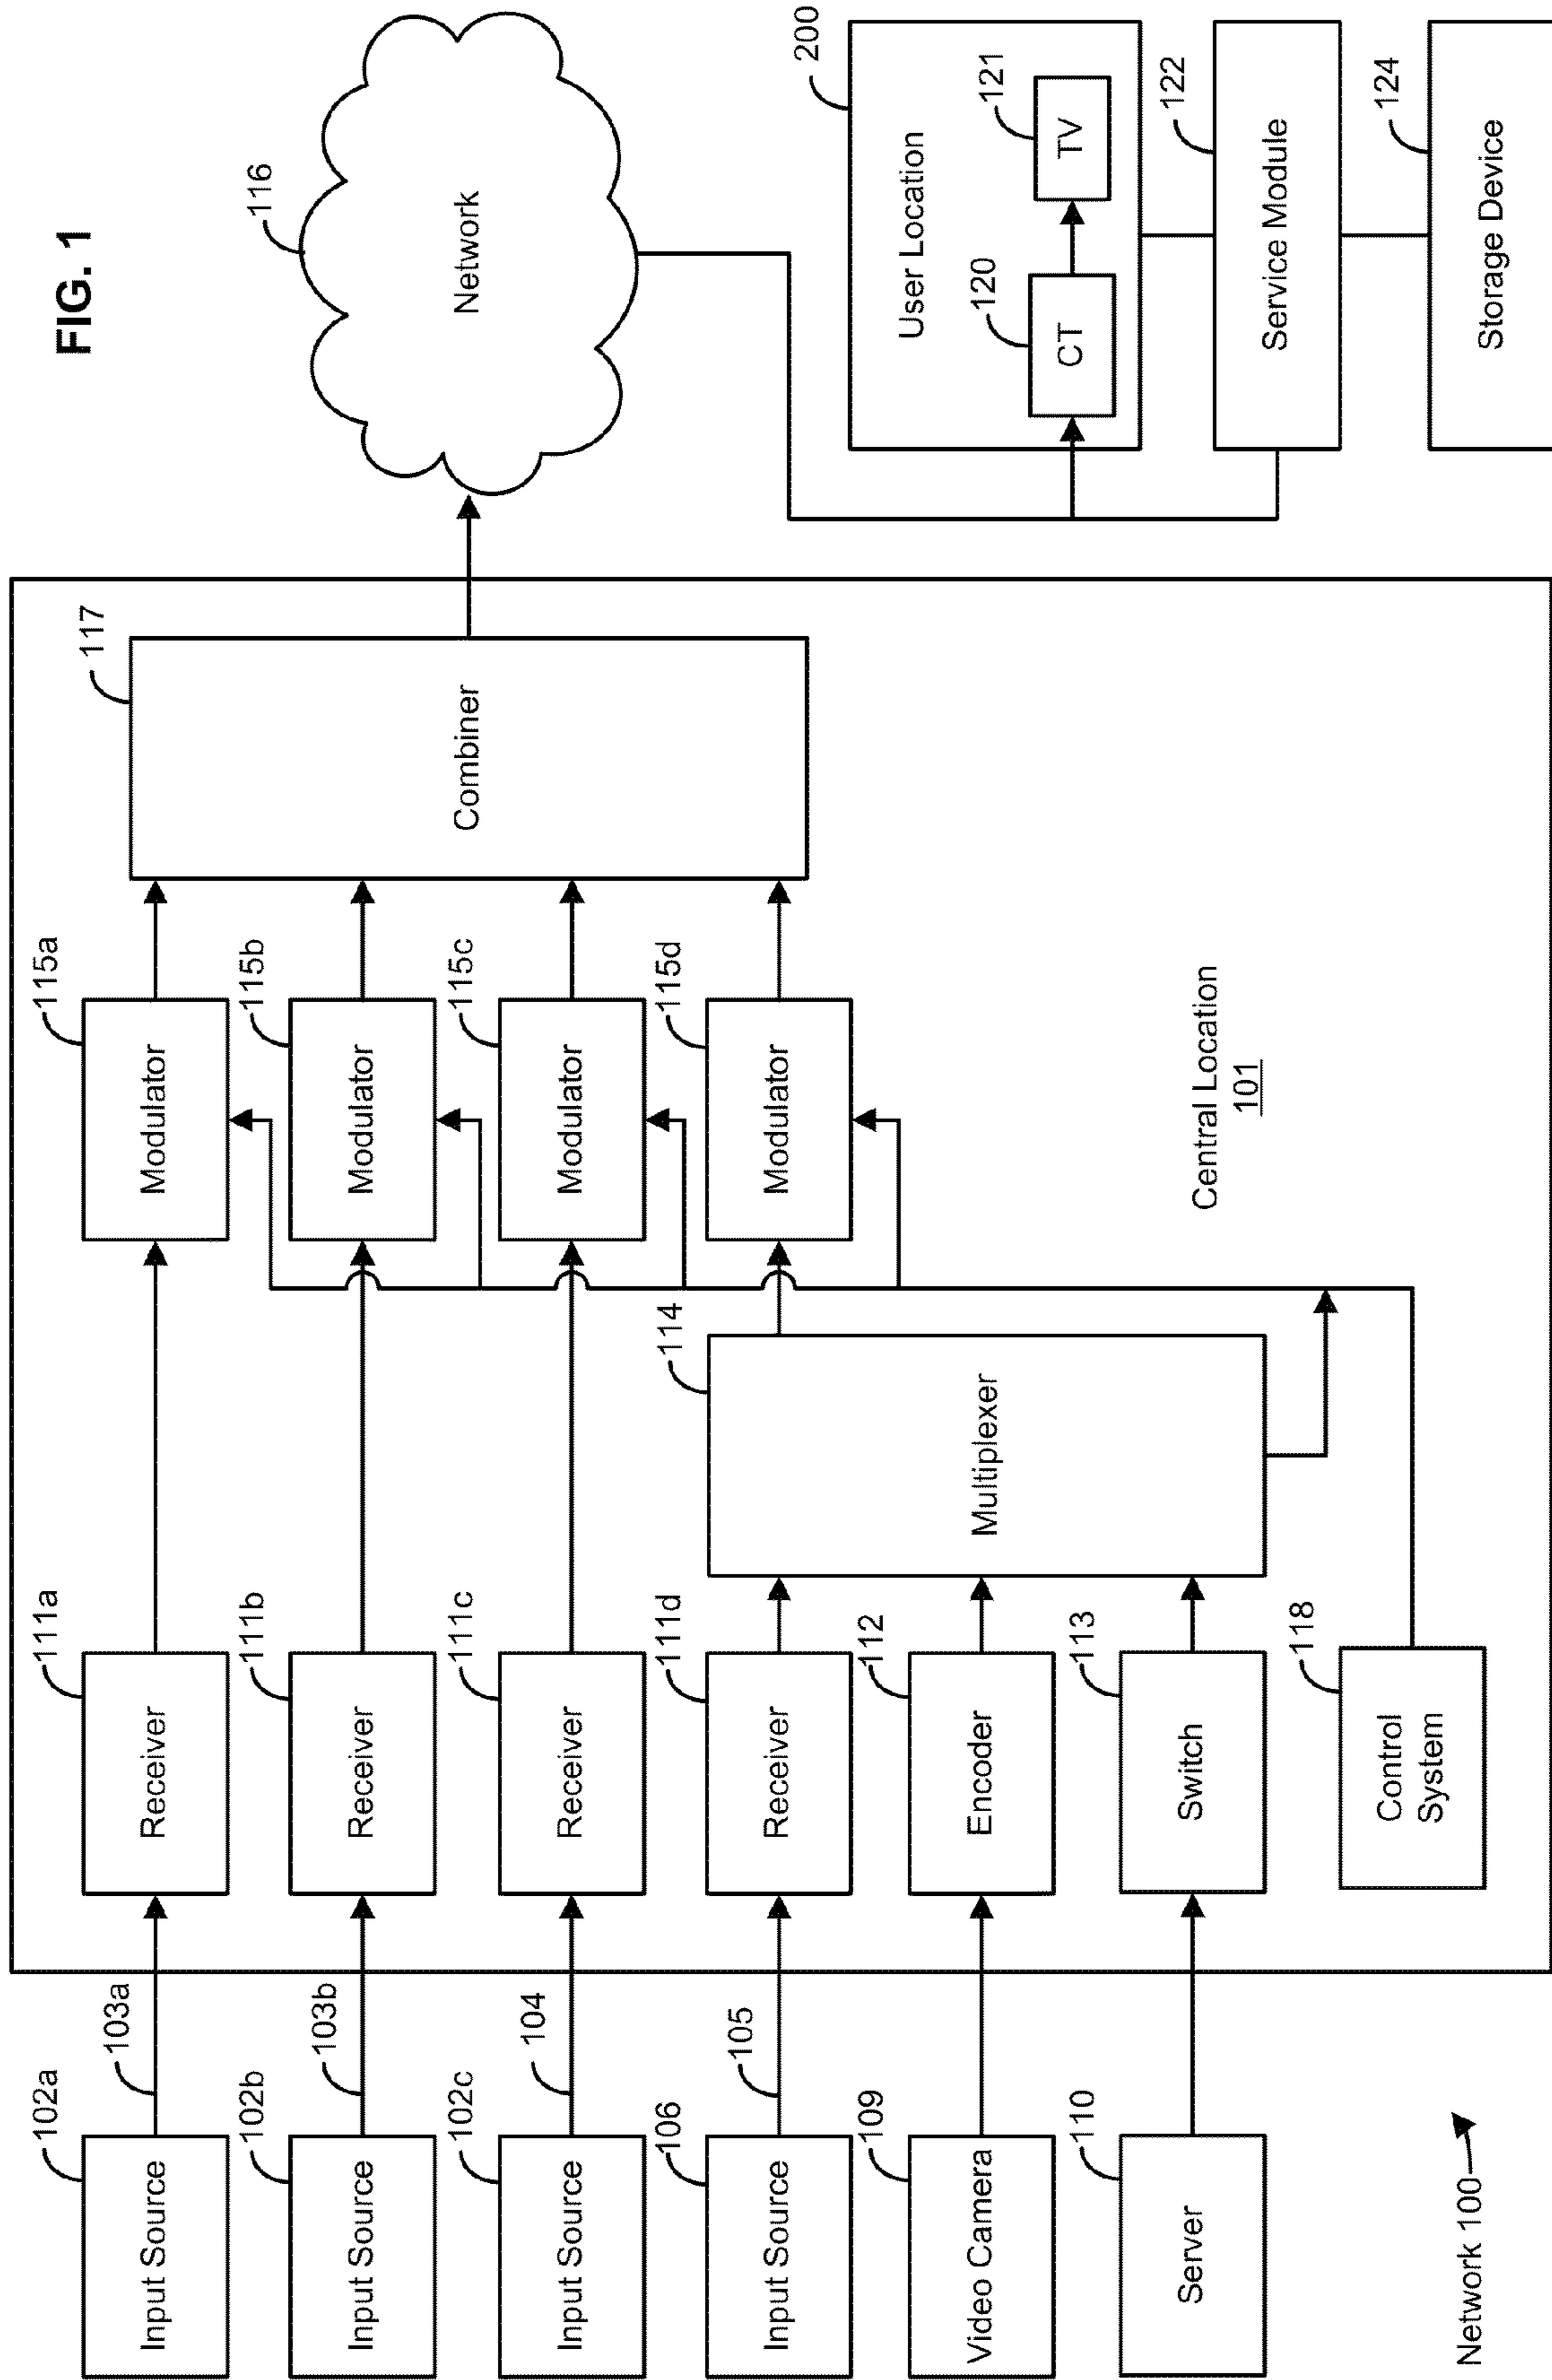 FIG. 1
102a
Input Source
103a
111a
Receiver
115a
Modulator
117
Combiner
116
Network
102b
Input Source
103b
111b
Receiver
115b
Modulator
102c
Input Source
104
111c
Receiver
115c
Modulator
106
Input Source
105
111d
Receiver
114
Multiplexer
115d
Modulator
109
Video Camera
112
Encoder
110
Server
113
Switch
118
Control
System
Central Location
101
200
User Location
120
CT
121
TV
122
Service Module
124
Storage Device
Network 100